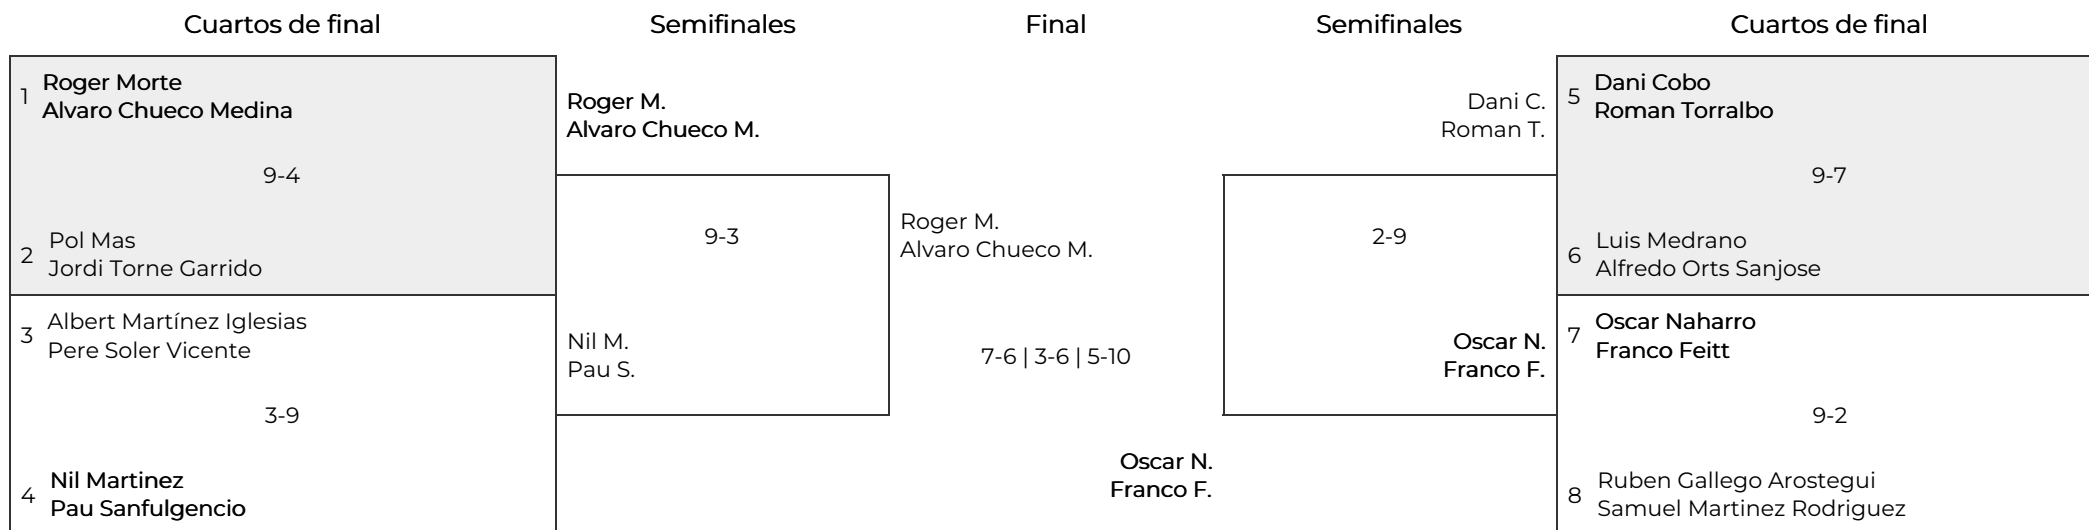 Cuartos de final
Semifinales
Final
Semifinales
Cuartos de final
1
Roger Morte
Alvaro Chueco Medina
9-4
2
Pol Mas
Jordi Torne Garrido
3
Albert Martínez Iglesias
Pere Soler Vicente
3-9
4
Nil Martinez
Pau Sanfulgencio
Roger M.
Alvaro Chueco M.
9-3
Nil M.
Pau S.
Roger M.
Alvaro Chueco M.
7-6 | 3-6 | 5-10
Oscar N.
Franco F.
Dani C.
Roman T.
2-9
Oscar N.
Franco F.
5
Dani Cobo
Roman Torralbo
9-7
6
Luis Medrano
Alfredo Orts Sanjose
7
Oscar Naharro
Franco Feitt
9-2
8
Ruben Gallego Arostegui
Samuel Martinez Rodriguez